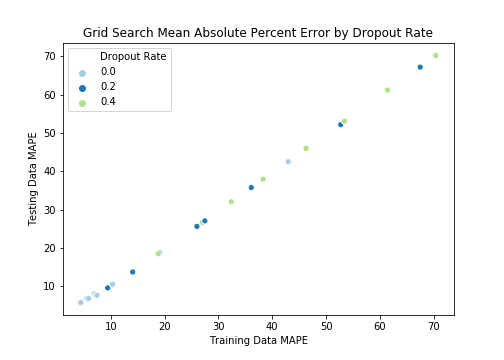 Grid Search Mean Absolute Percent Error by Dropout Rate
Dropout Rate
0.0
0.2
0.4
70
60
50
40
30
20
10
Testing Data MAPE
10 20 30 40 50 60 70
Training Data MAPE